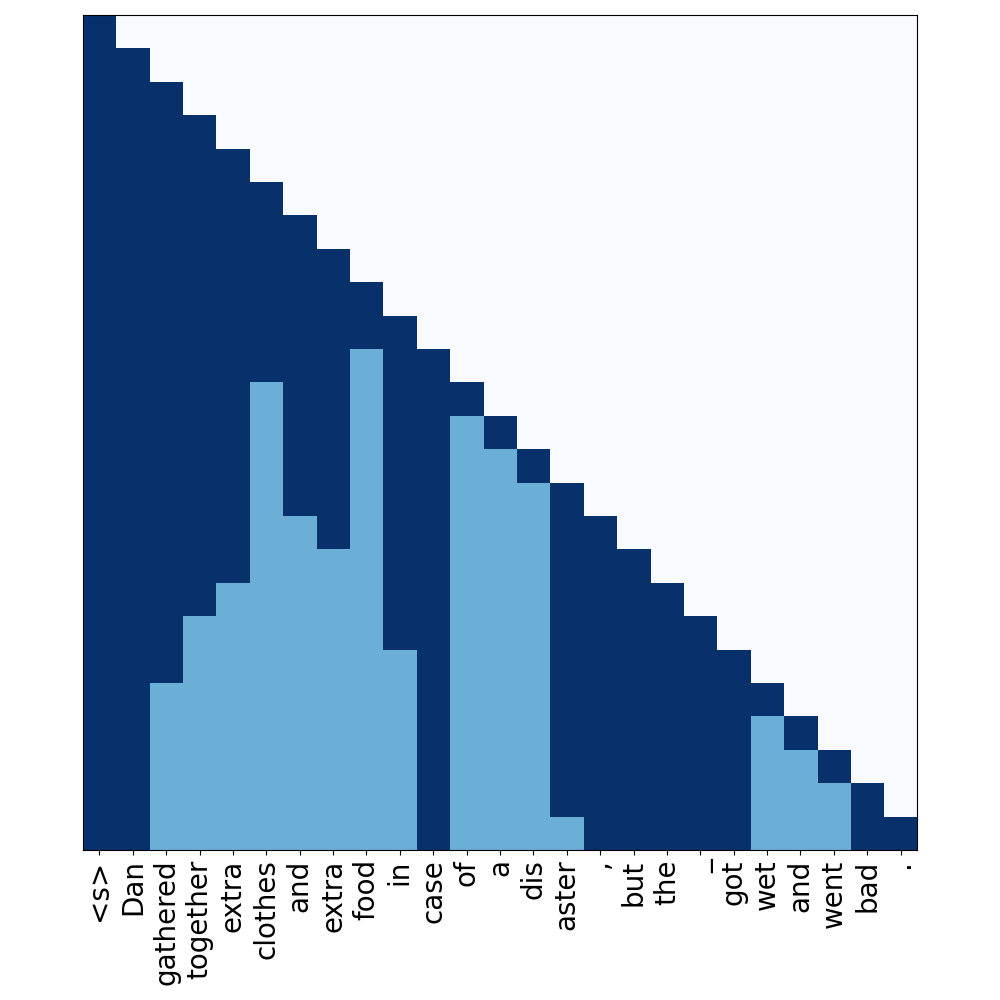 <s> Dan gathered together extra clothes and extra food in case of a dis aster , but the _ got wet and went bad .